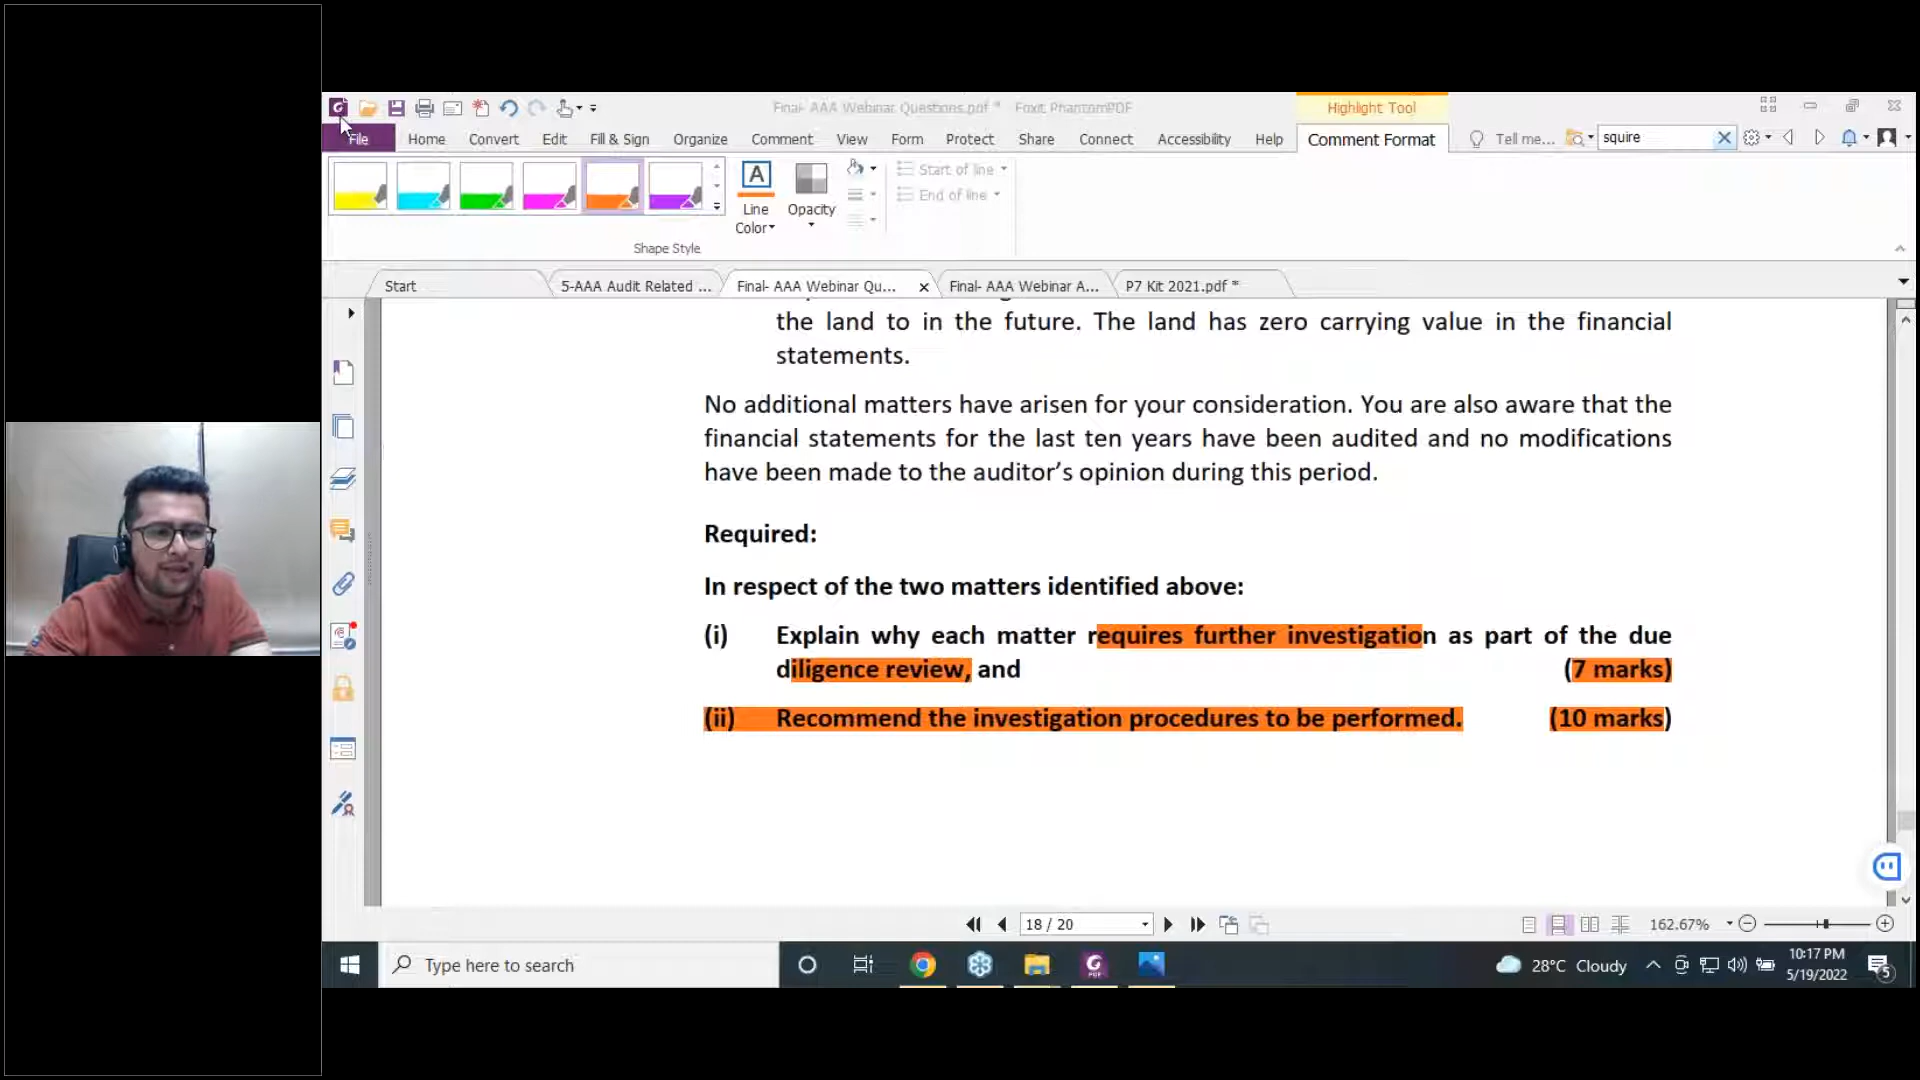 Final- AAA Webinar Questions.pdf * Foxit PhantomPDF
Highlight Tool
File Home Convert Edit Fill & Sign Organize Comment View Form Protect Share Connect Accessibility Help Comment Format Tell me... squire
Start of line
End of line
Line Color
Opacity
Shape Style
Start 5-AAA Audit Related ... Final- AAA Webinar Qu... Final- AAA Webinar A... P7 Kit 2021.pdf *
the land to in the future. The land has zero carrying value in the financial
statements.
No additional matters have arisen for your consideration. You are also aware that the
financial statements for the last ten years have been audited and no modifications
have been made to the auditor's opinion during this period.
Required:
In respect of the two matters identified above:
(i) Explain why each matter requires further investigation as part of the due
diligence review, and (7 marks)
(ii) Recommend the investigation procedures to be performed. (10 marks)
18 / 20
162.67%
Type here to search
28°C Cloudy
10:17 PM
5/19/2022
5